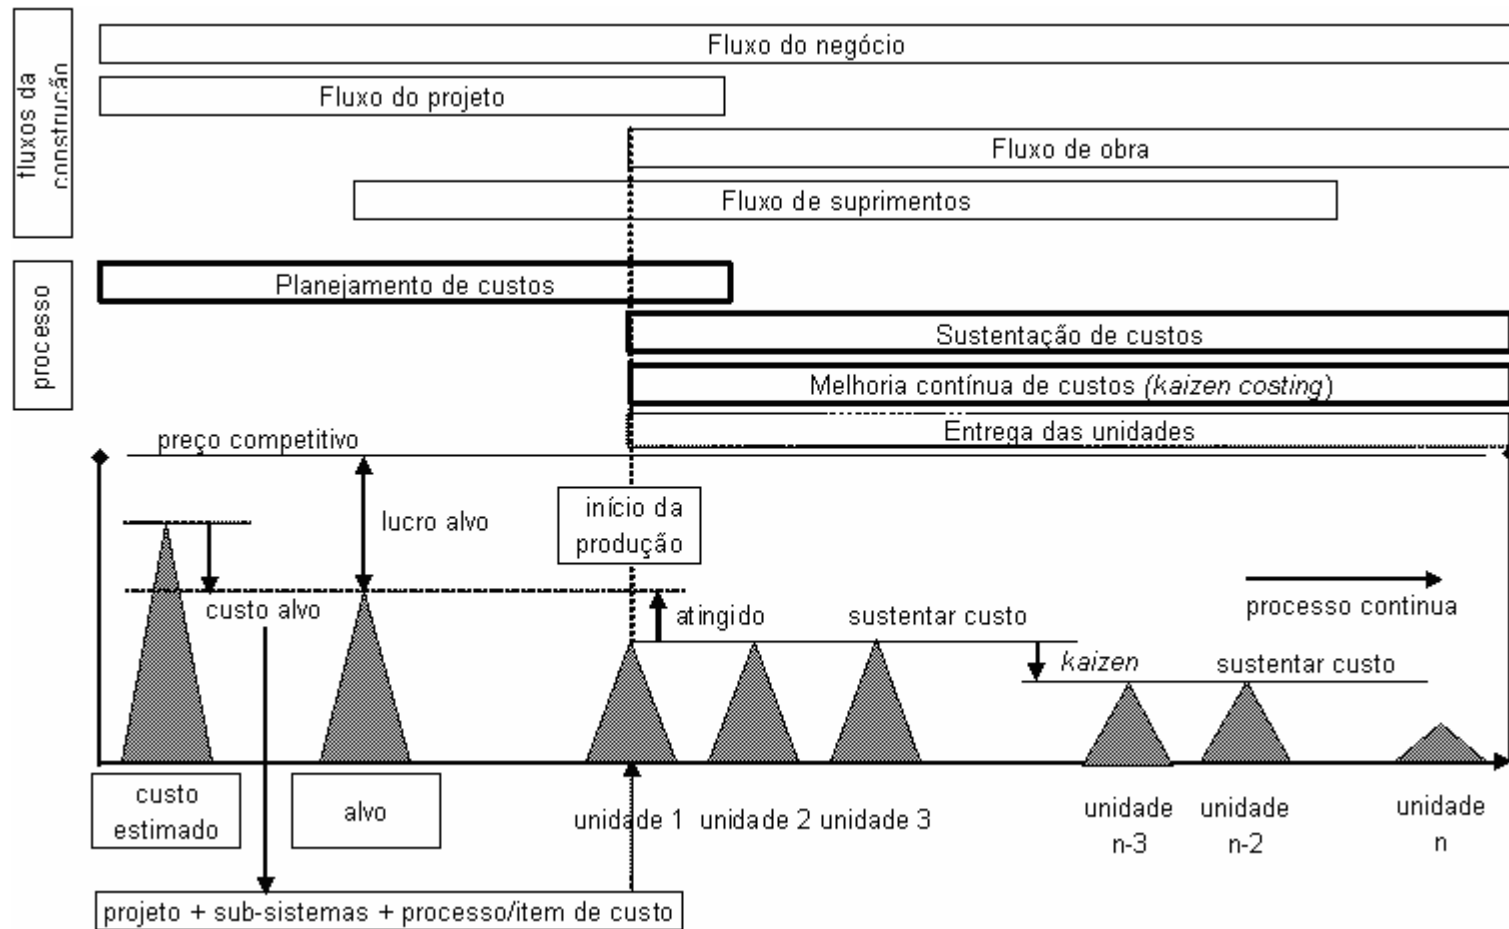 fluxos da
construção
Fluxo do negócio
Fluxo do projeto
Fluxo de obra
Fluxo de suprimentos
processo
Planejamento de custos
Sustentação de custos
Melhoria contínua de custos (kaizen costing)
Entrega das unidades
preço competitivo
lucro alvo
início da
produção
custo alvo
atingido
sustentar custo
processo continua
kaizen
sustentar custo
custo
estimado
alvo
unidade 1
unidade 2
unidade 3
unidade
n-3
unidade
n-2
unidade
n
projeto + sub-sistemas + processo/item de custo